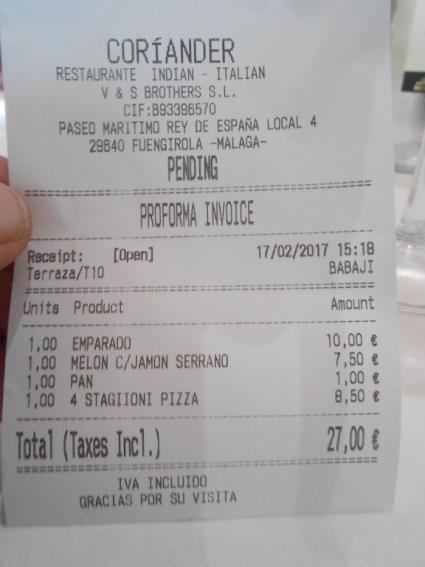 CORÍANDER
RESTAURANTE INDIAN - ITALIAN
V & S BROTHERS S.L.
CIF:B93396570
PASEO MARITIMO REY DE ESPAÑA LOCAL 4
29640 FUENGIROLA -MALAGA-
PENDING
PROFORMA INVOICE
Receipt: [Open] 17/02/2017 15:18
Terraza/T10 BABAJI
Units Product Amount
1,00 EMPARADO 10,00 €
1,00 MELON C/JAMON SERRANO 7,50 €
1,00 PAN 1,00 €
1,00 4 STAGIIONI PIZZA 8,50 €
Total (Taxes Incl.) 27,00 €
IVA INCLUIDO
GRACIAS POR SU VISITA